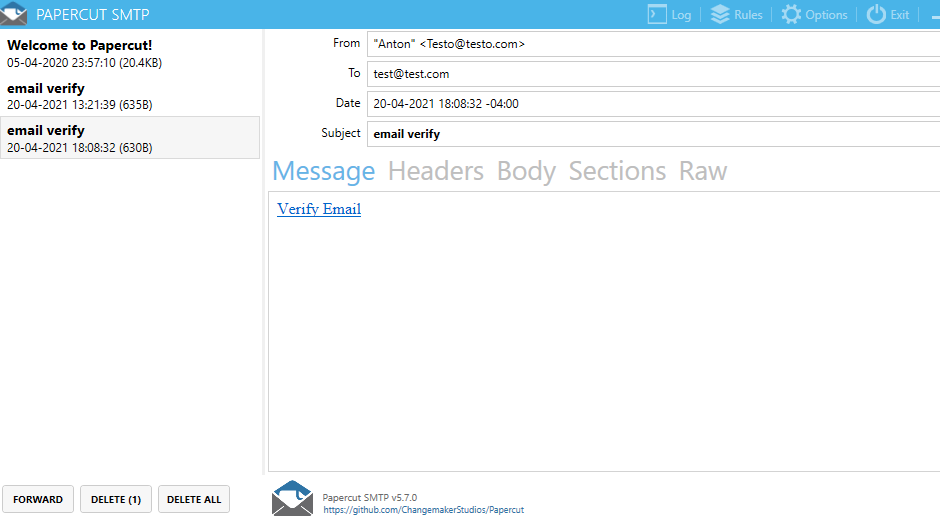 PAPERCUT SMTP
Log Rules Options Exit
Welcome to Papercut!
05-04-2020 23:57:10 (20.4KB)
email verify
20-04-2021 13:21:39 (635B)
email verify
20-04-2021 18:08:32 (630B)
From "Anton" <Testo@testo.com>
To test@test.com
Date 20-04-2021 18:08:32 -04:00
Subject email verify
Message Headers Body Sections Raw
Verify Email
FORWARD DELETE (1) DELETE ALL
Papercut SMTP v5.7.0
https://github.com/ChangemakerStudios/Papercut